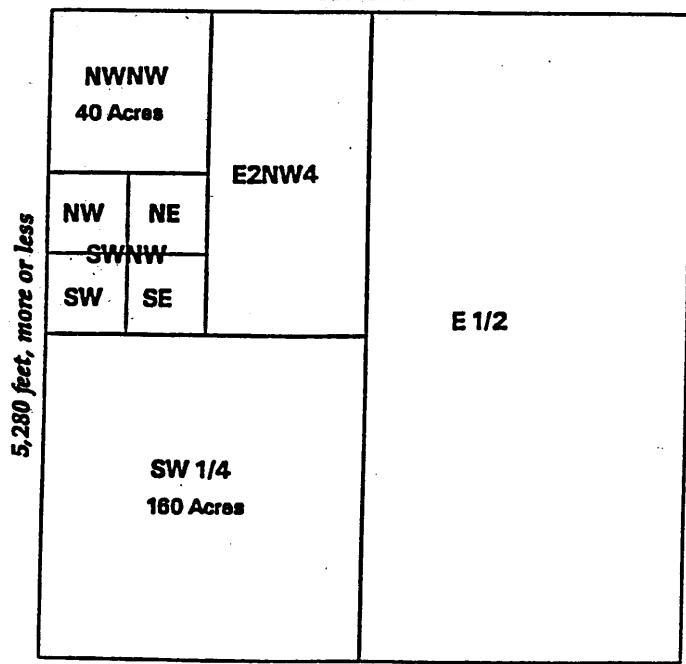 NWNW
40 Acres
E2NW4
NW NE
SWNW
SW SE
5,280 feet, more or less
E 1/2
SW 1/4
160 Acres